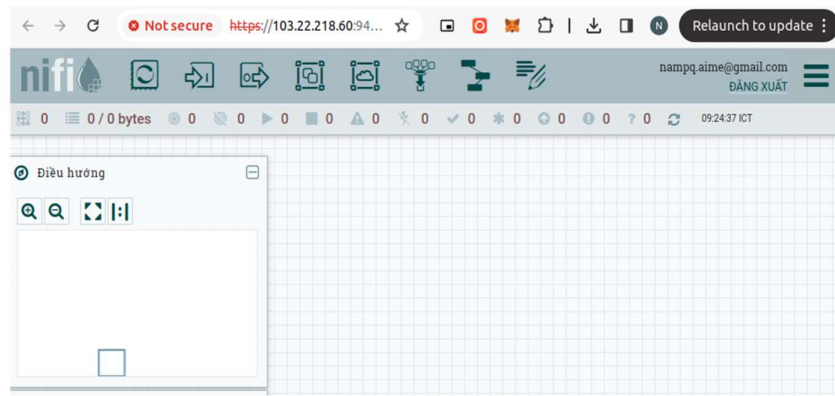 Not secure https://103.22.218.60:94... N Relaunch to update
nifi
nampq.aime@gmail.com
ĐĂNG XUẤT
0 0 / 0 bytes 0 0 0 0 0 0 0 0 0 0 ? 0 09:24:37 ICT
Điều hướng